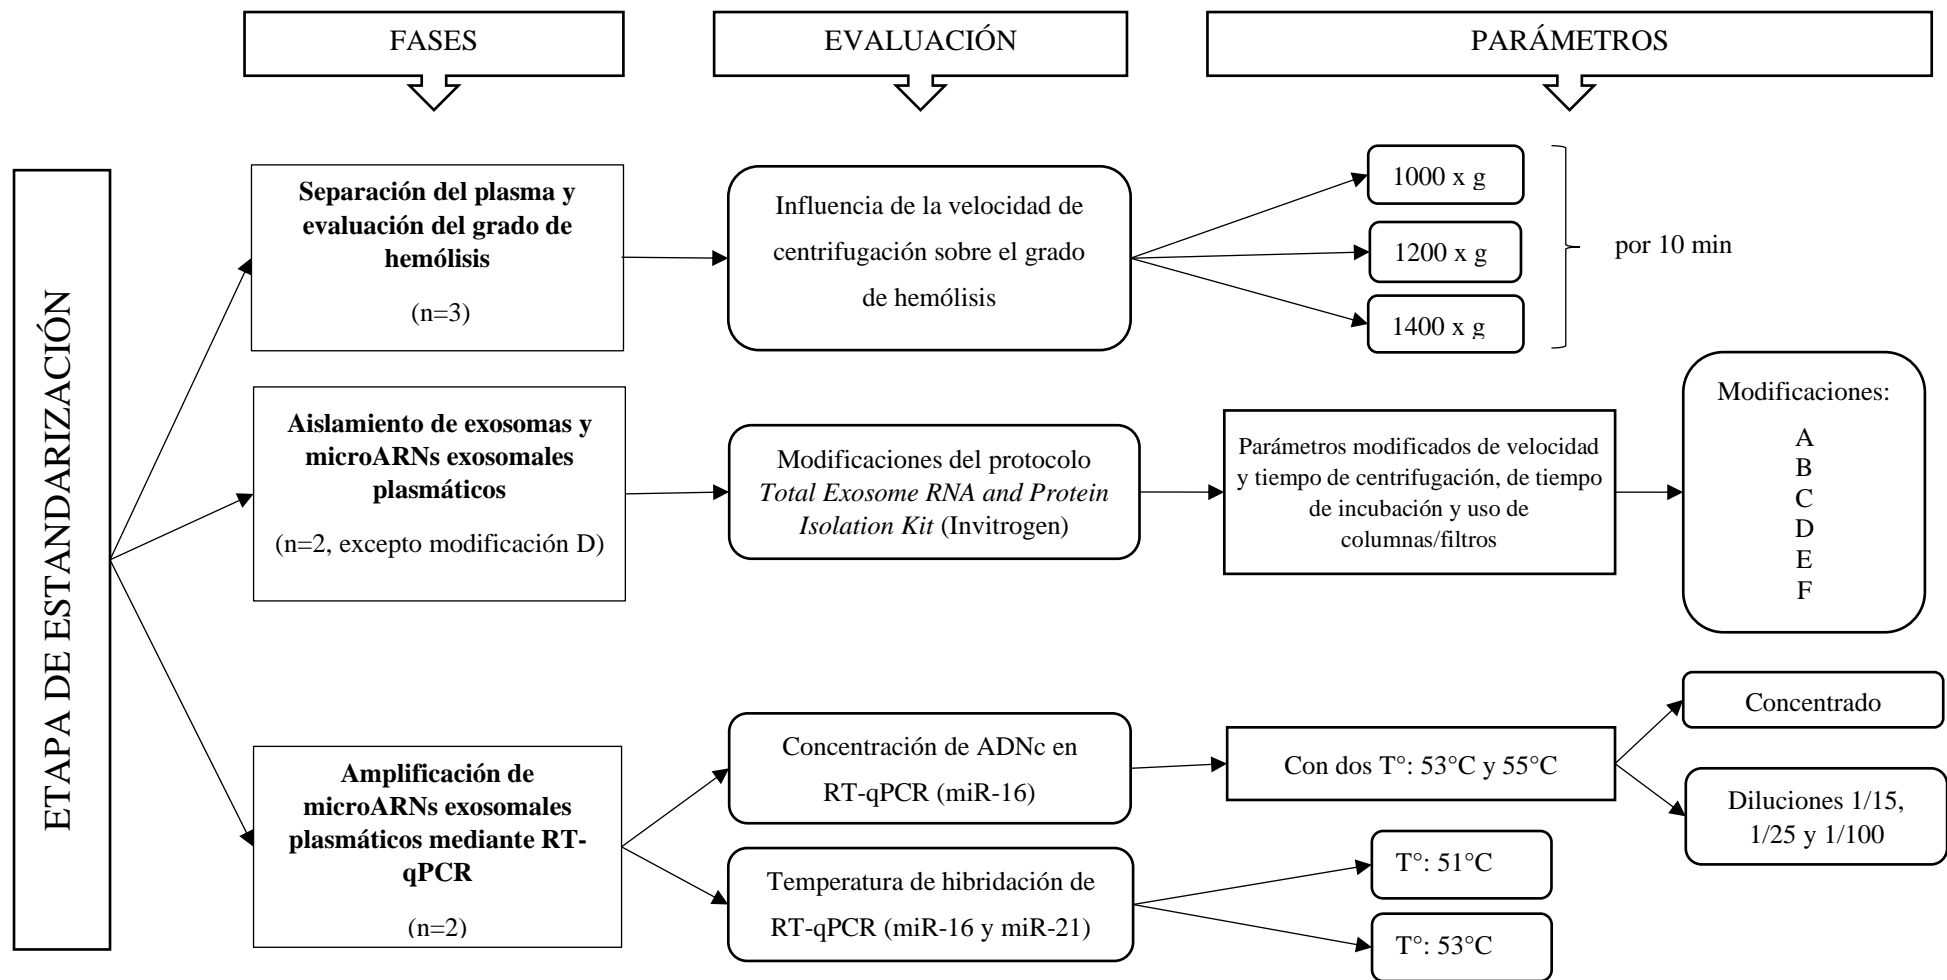 FASES
EVALUACIÓN
PARÁMETROS
ETAPA DE ESTANDARIZACIÓN
Separación del plasma y
evaluación del grado de
hemólisis
(n=3)
Influencia de la velocidad de
centrifugación sobre el grado
de hemólisis
1000 x g
1200 x g
1400 x g
por 10 min
Aislamiento de exosomas y
microARNs exosomales
plasmáticos
(n=2, excepto modificación D)
Modificaciones del protocolo
Total Exosome RNA and Protein
Isolation Kit (Invitrogen)
Parámetros modificados de velocidad
y tiempo de centrifugación, de tiempo
de incubación y uso de
columnas/filtros
Modificaciones:
A
B
C
D
E
F
Amplificación de
microARNs exosomales
plasmáticos mediante RT-
qPCR
(n=2)
Concentración de ADNc en
RT-qPCR (miR-16)
Con dos T°: 53°C y 55°C
Concentrado
Diluciones 1/15,
1/25 y 1/100
Temperatura de hibridación de
RT-qPCR (miR-16 y miR-21)
T°: 51°C
T°: 53°C